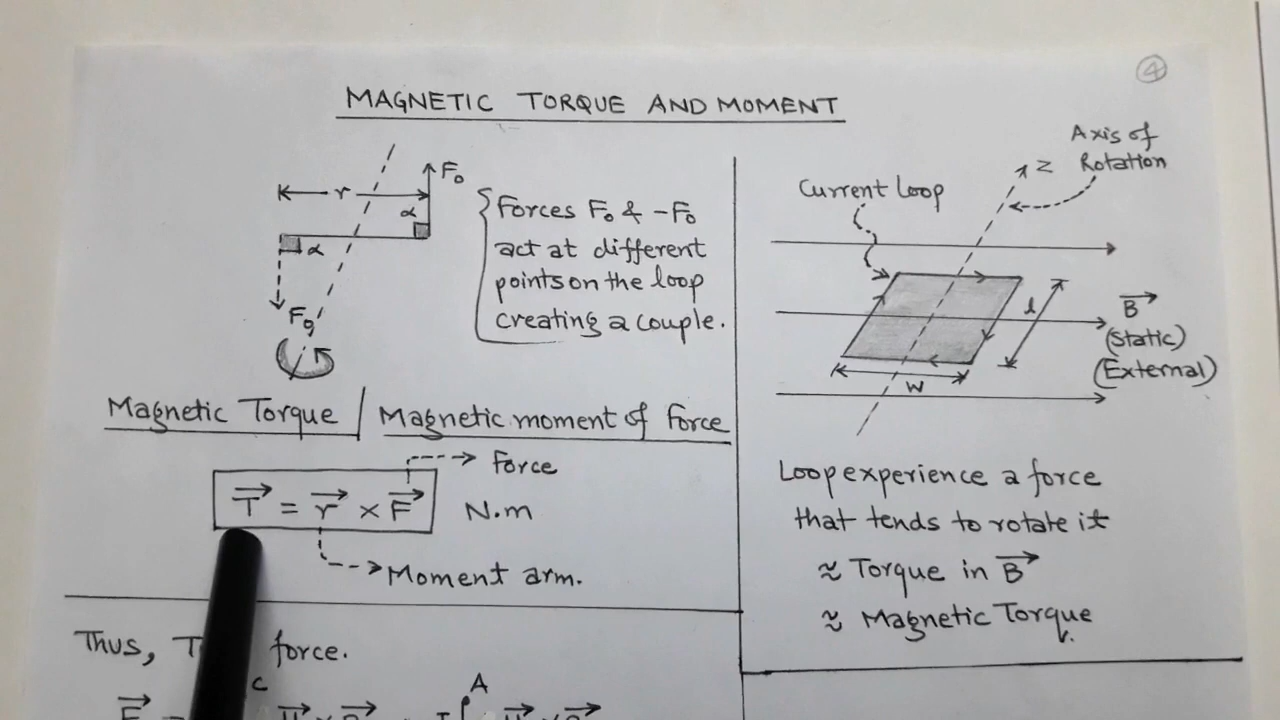 4
MAGNETIC TORQUE AND MOMENT
r
F₀
α
α
F₀
Forces F₀ & -F₀
act at different
points on the loop
creating a couple.
Magnetic Torque / Magnetic moment of force
Force
T = r × F N.m
Moment arm.
Thus, force.
C
A
Axis of
Rotation
z
Current loop
l
w
B
(Static)
(External)
Loop experience a force
that tends to rotate it
≈ Torque in B
≈ Magnetic Torque